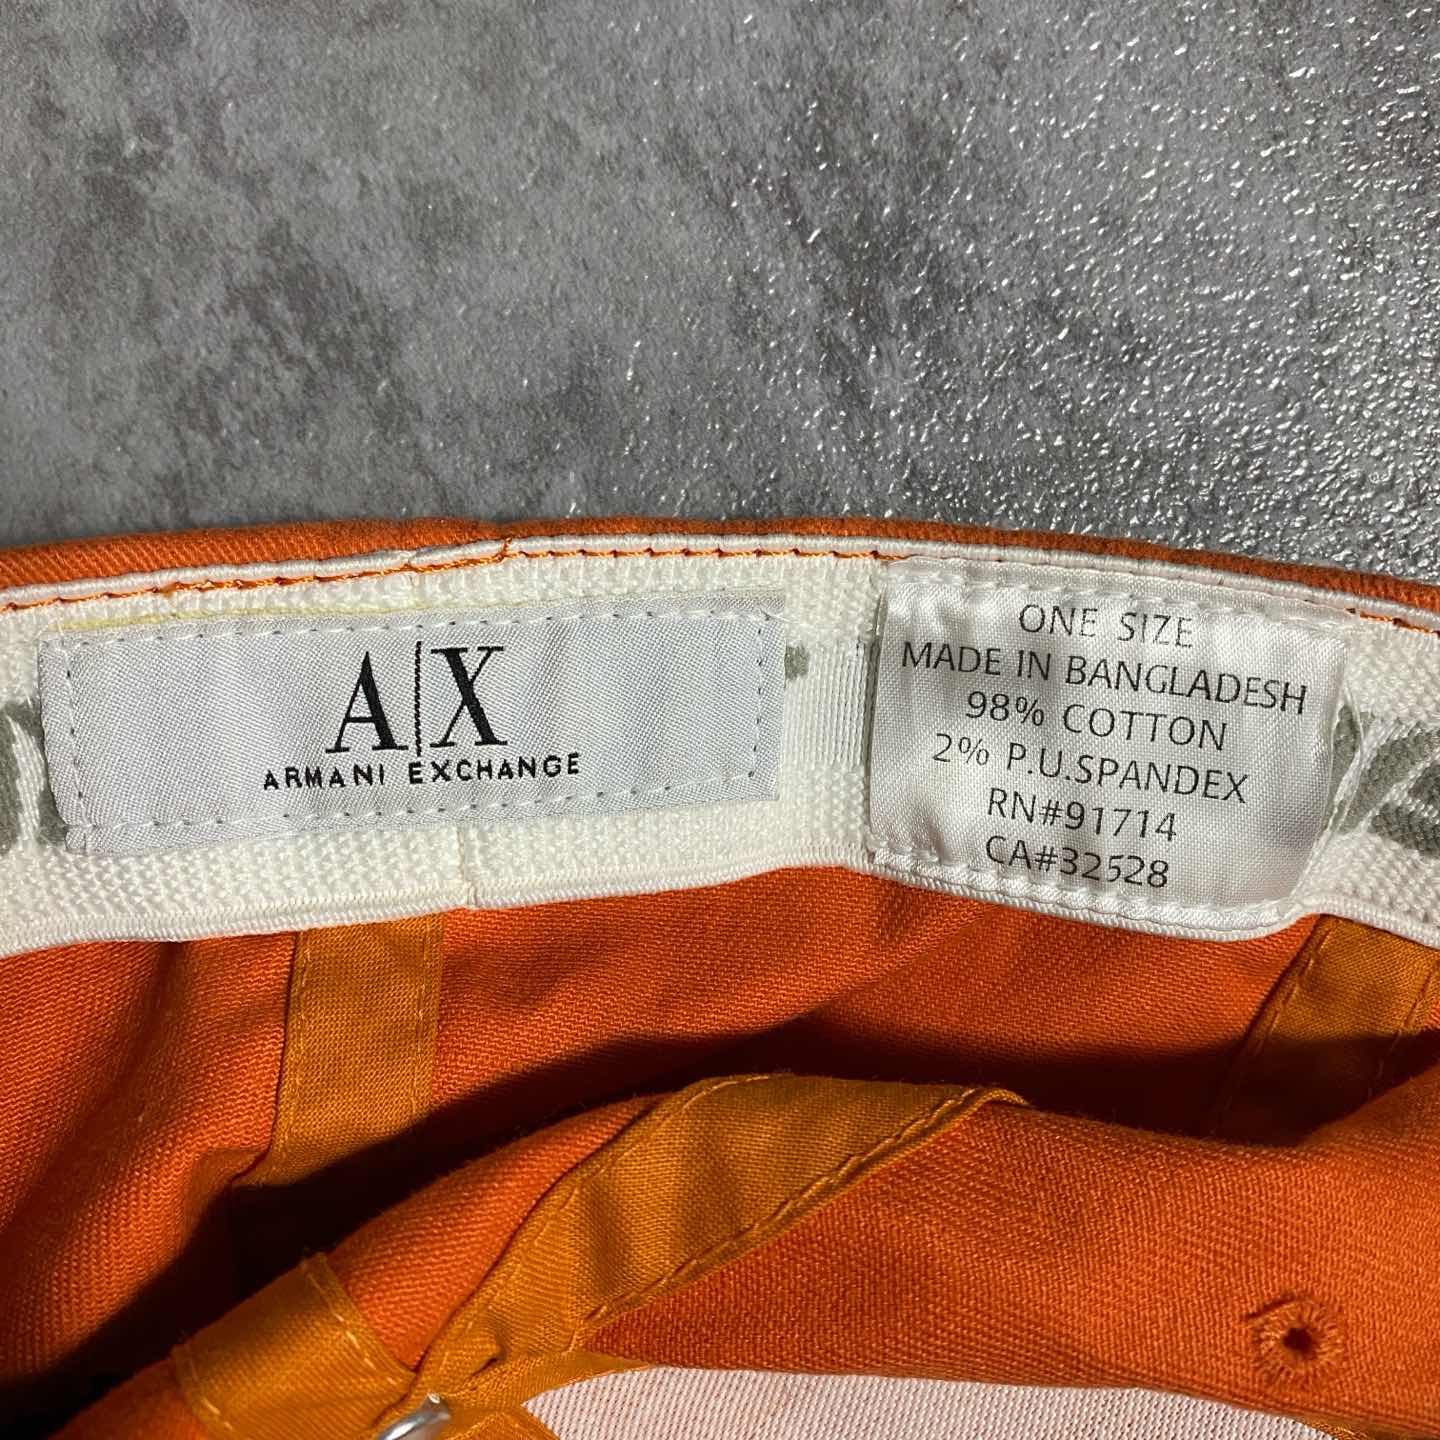 A|X
ARMANI EXCHANGE
ONE SIZE
MADE IN BANGLADESH
98% COTTON
2% P.U.SPANDEX
RN#91714
CA#32528